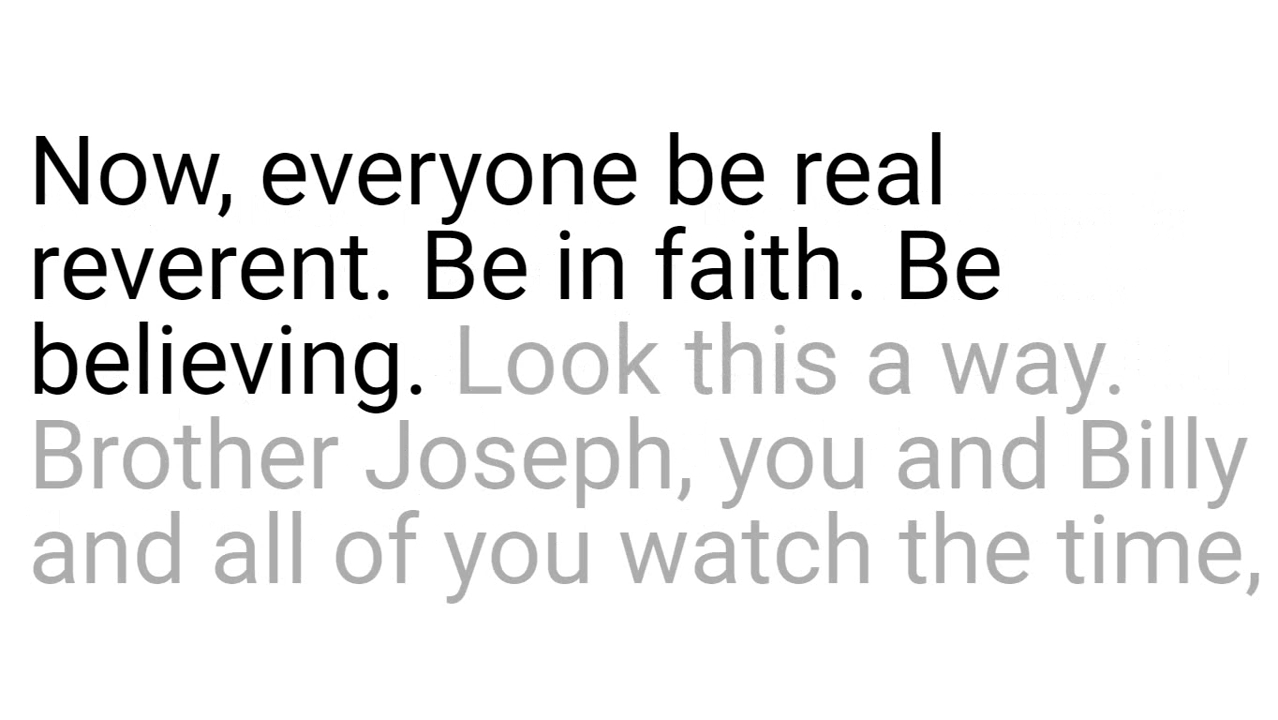 Now, everyone be real
reverent. Be in faith. Be
believing. Look this a way.
Brother Joseph, you and Billy
and all of you watch the time,